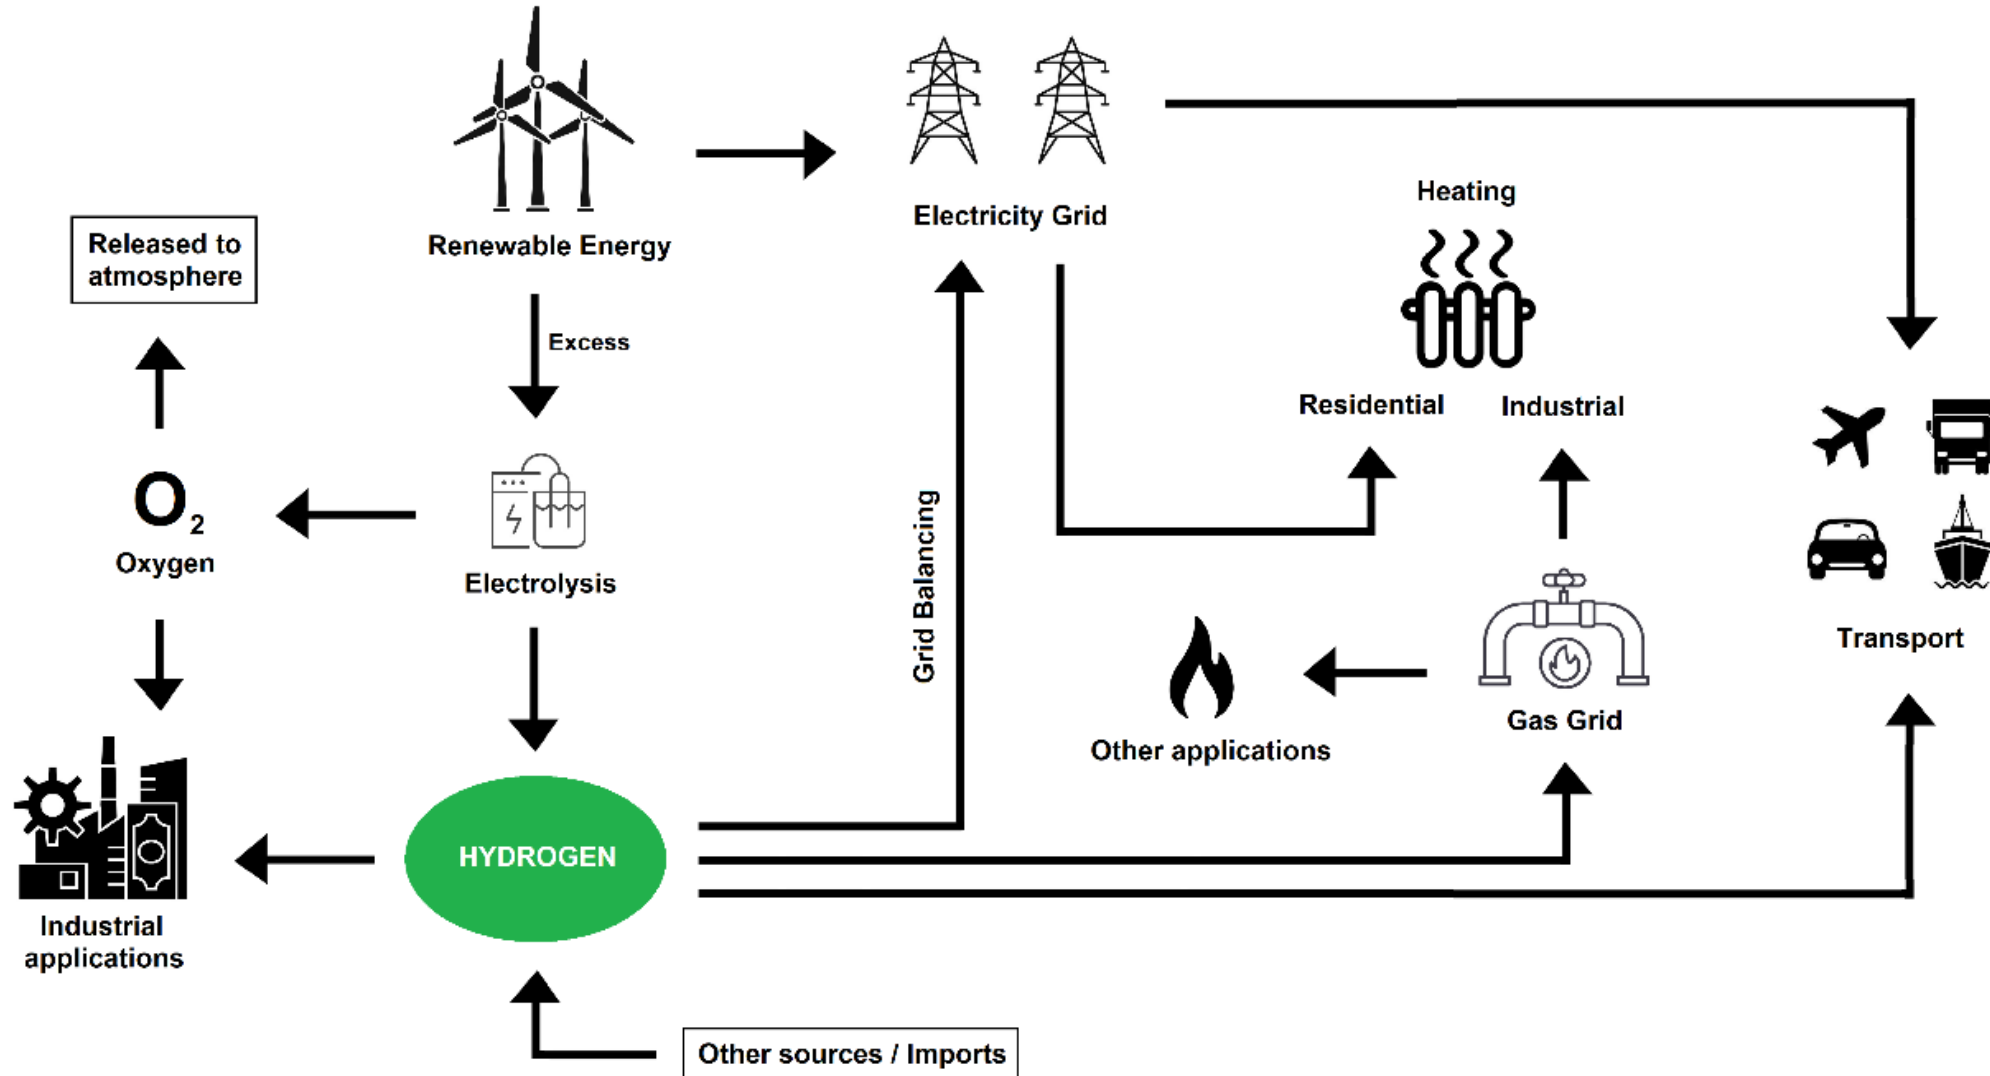 Renewable Energy
Electricity Grid
Heating
Released to
atmosphere
Excess
Residential
Industrial
O2
Oxygen
Electrolysis
Grid Balancing
Transport
Gas Grid
Other applications
HYDROGEN
Industrial
applications
Other sources / Imports